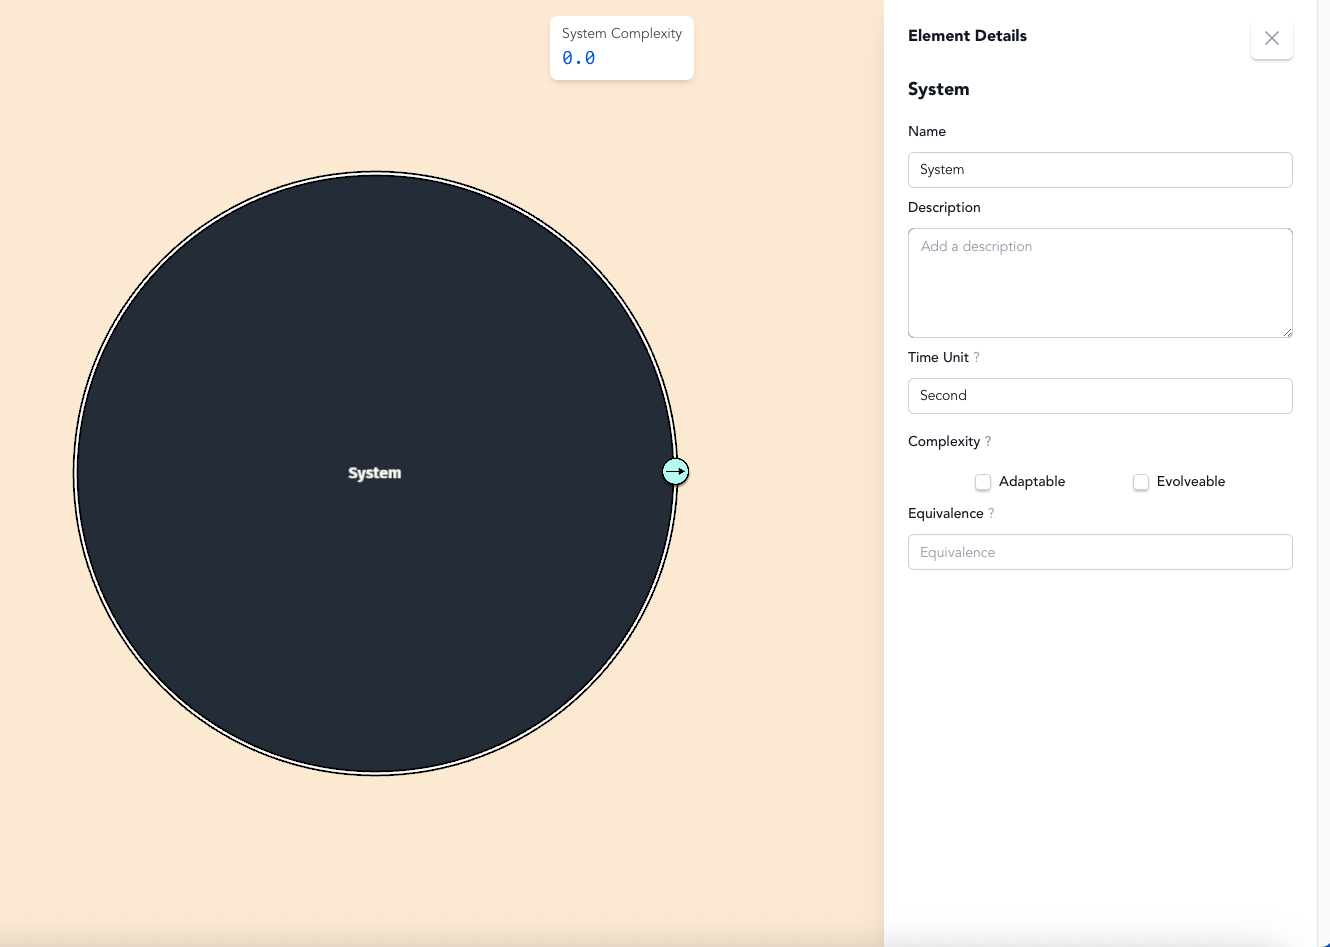 System Complexity
0.0
System
Element Details
System
Name
System
Description
Add a description
Time Unit ?
Second
Complexity ?
Adaptable
Evolveable
Equivalence ?
Equivalence